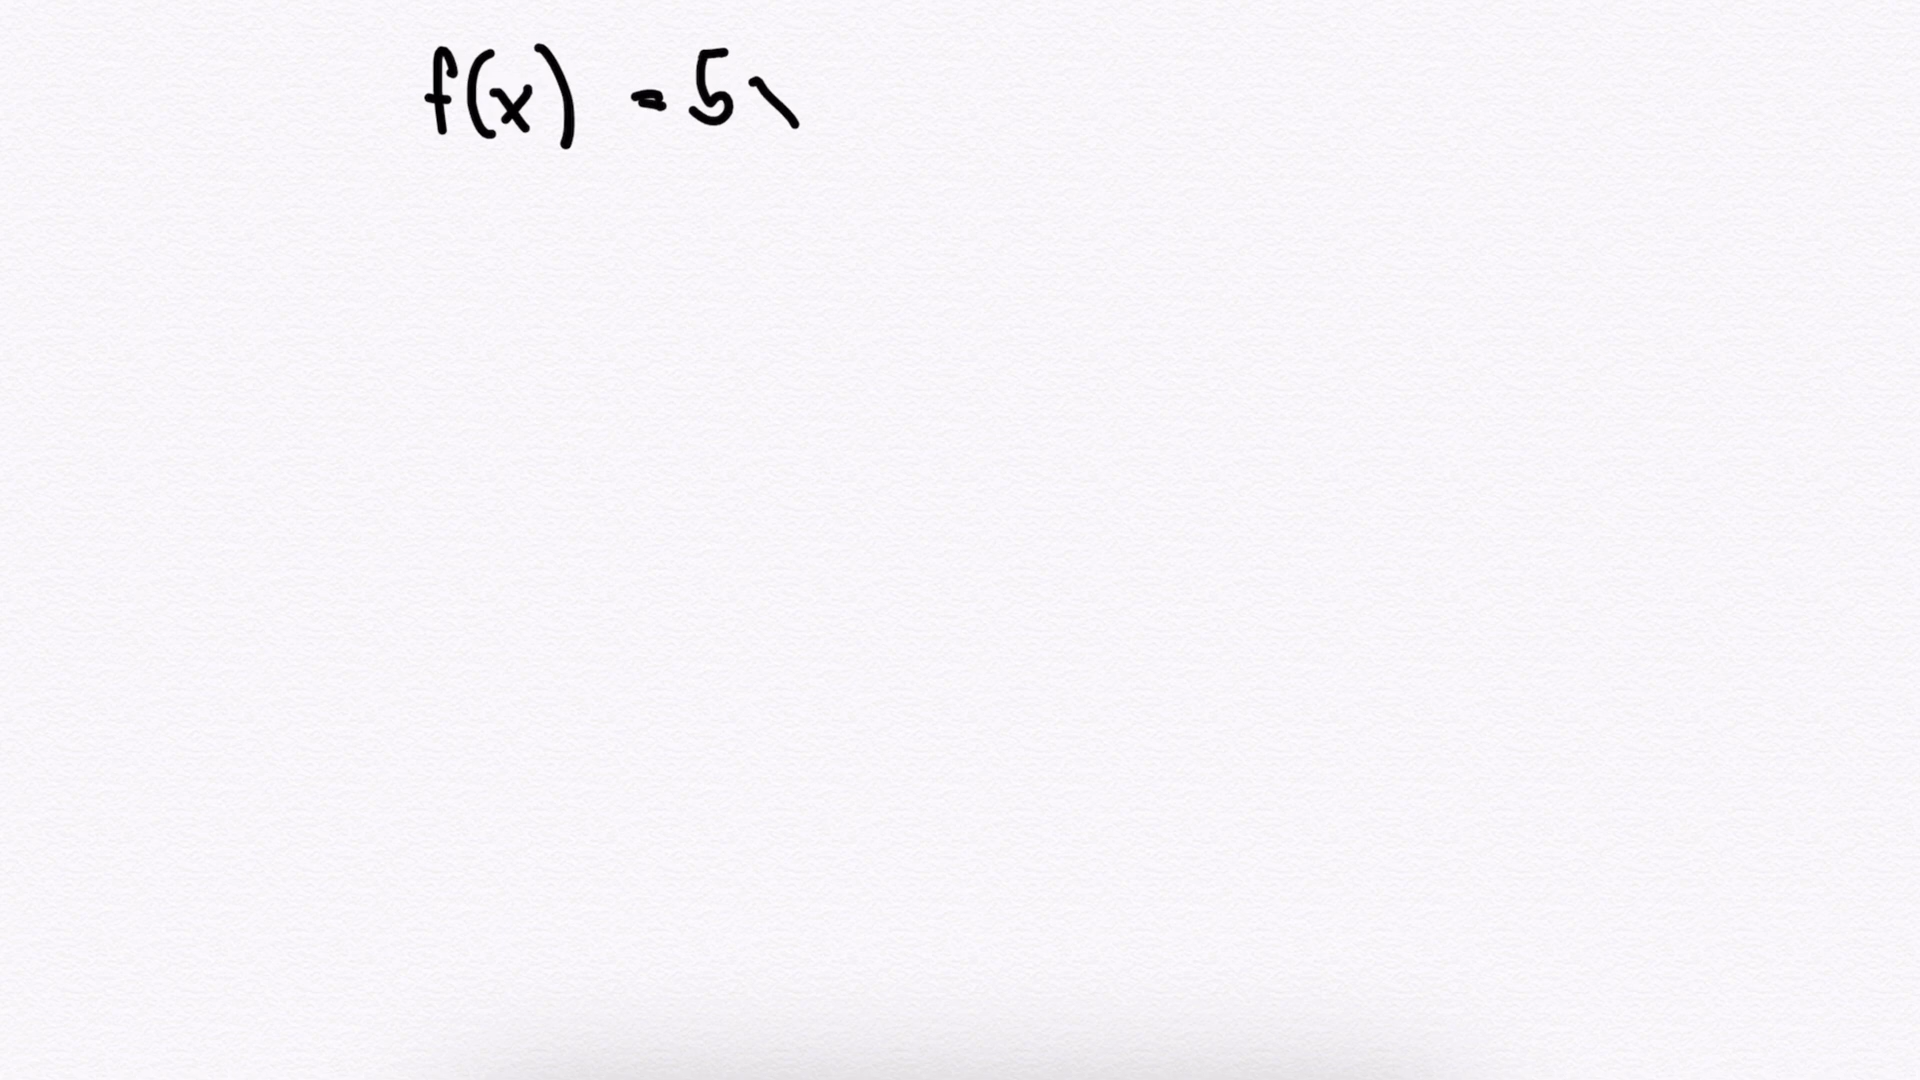 f(x) = 5\